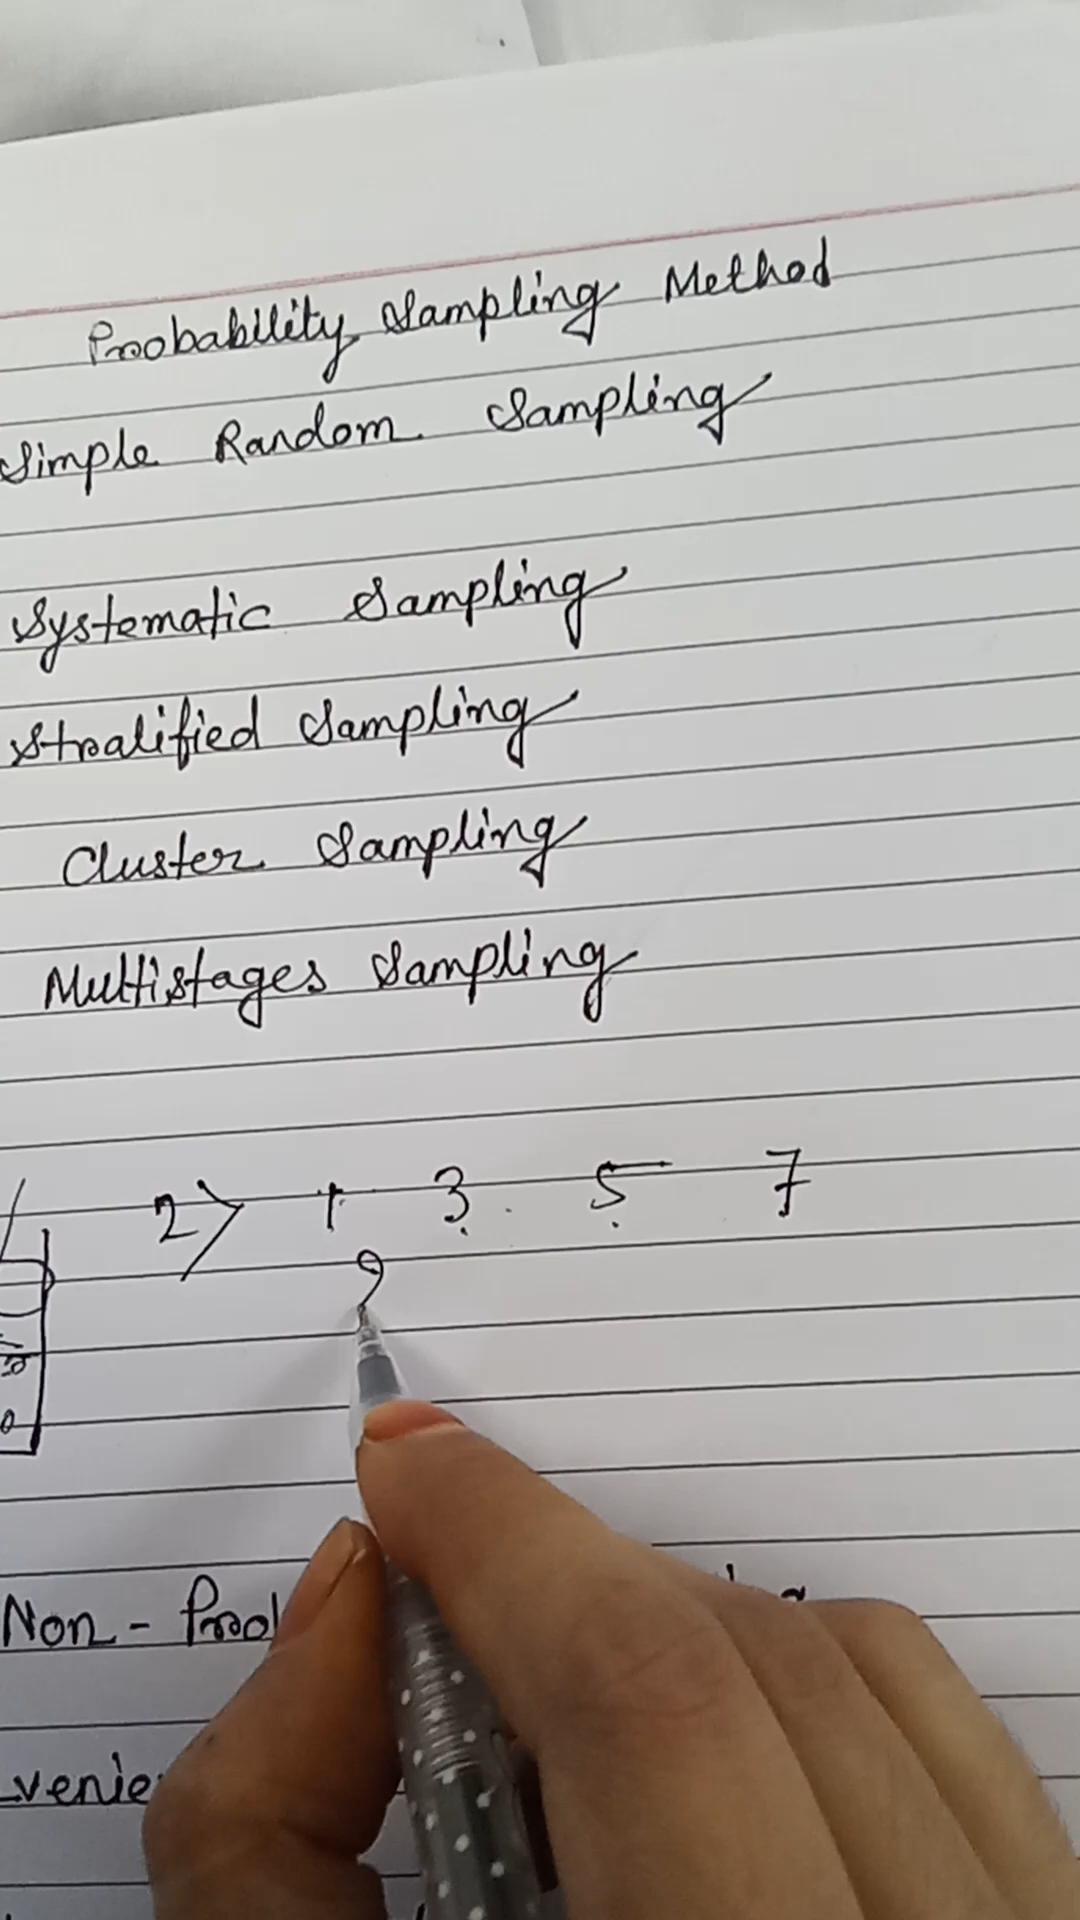 Probability Sampling Method
Simple Random Sampling
Systematic Sampling
Stratified Sampling
Cluster Sampling
Multistages Sampling
2) 1 3 5 7
9
Non - Prob
venie